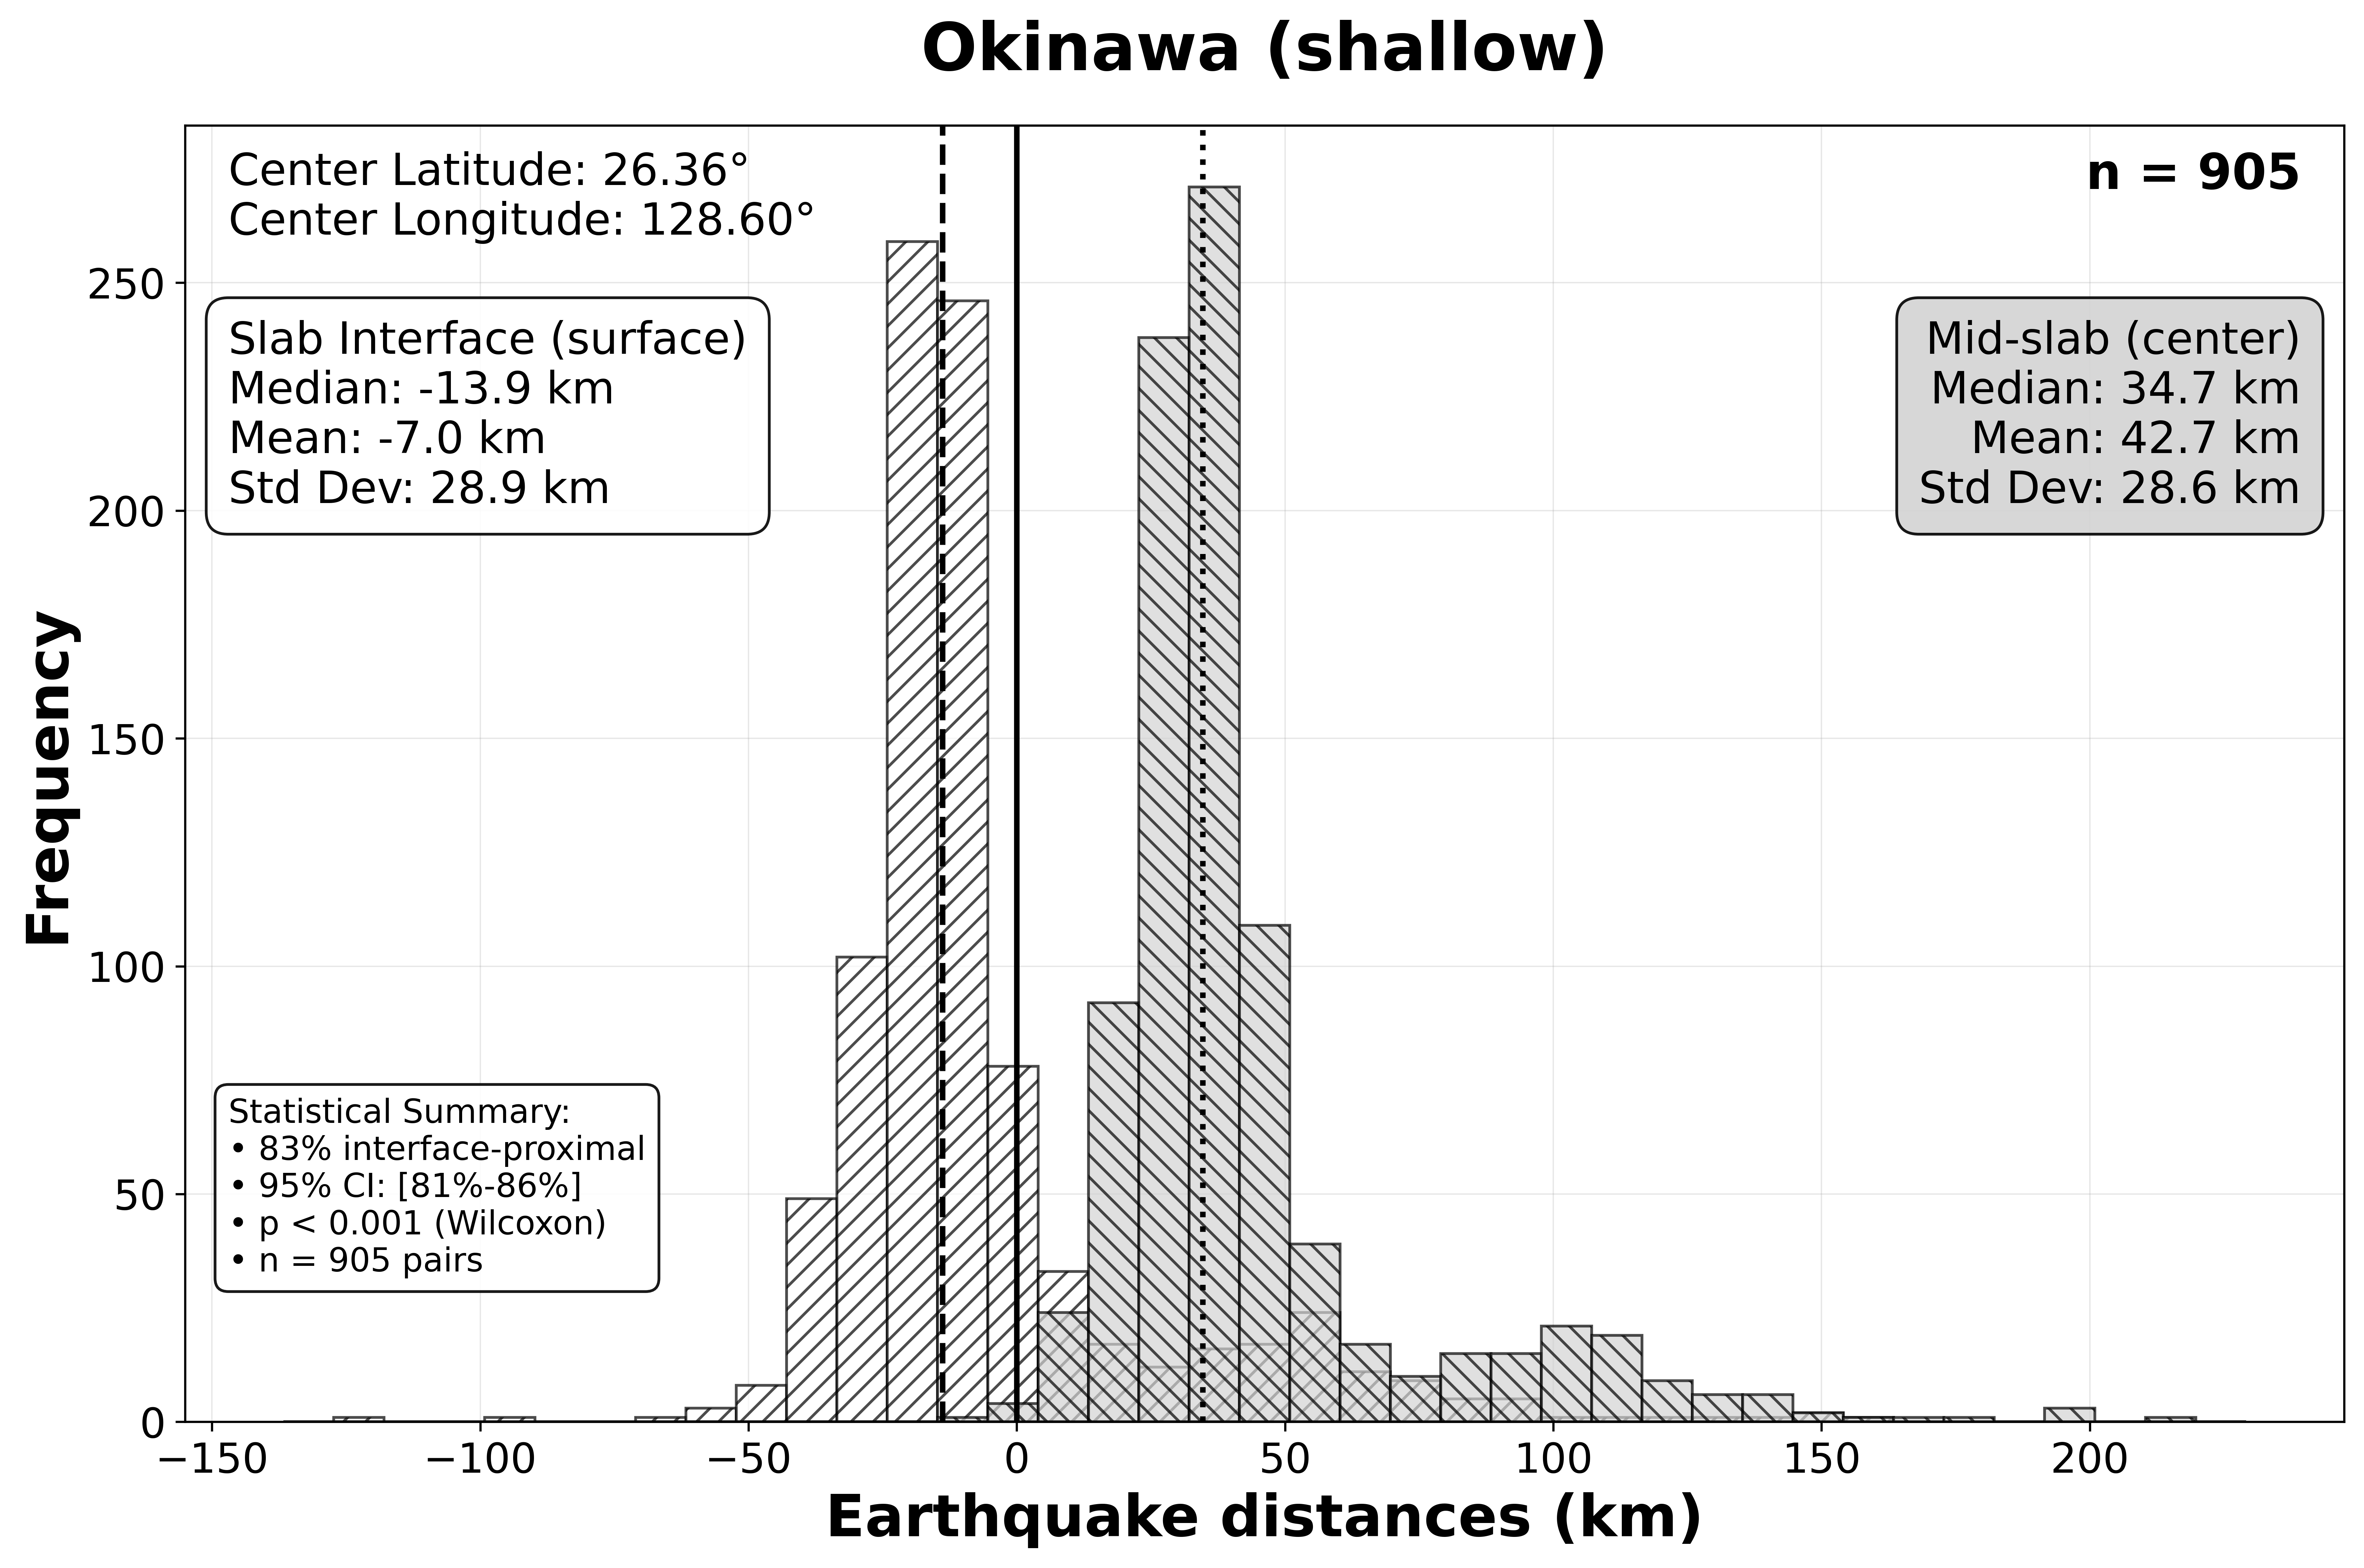 Okinawa (shallow)
Center Latitude: 26.36°
Center Longitude: 128.60°
n = 905
Slab Interface (surface)
Median: -13.9 km
Mean: -7.0 km
Std Dev: 28.9 km
Mid-slab (center)
Median: 34.7 km
Mean: 42.7 km
Std Dev: 28.6 km
Statistical Summary:
• 83% interface-proximal
• 95% CI: [81%-86%]
• p < 0.001 (Wilcoxon)
• n = 905 pairs
Frequency
250
200
150
100
50
0
−150 −100 −50 0 50 100 150 200
Earthquake distances (km)